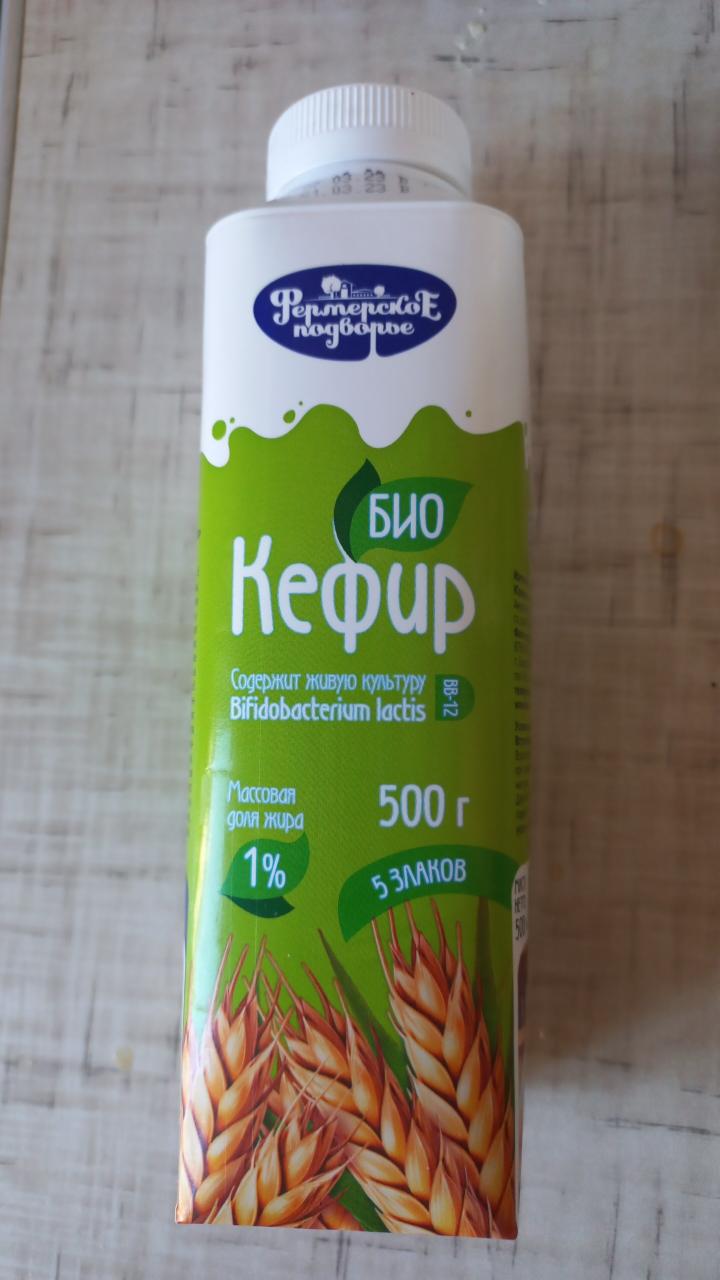 Фермерское
подворье
БИО
Кефир
Содержит живую культуру
Bifidobacterium lactis
BB-12
Массовая
доля жира
500 г
1%
5 ЗЛАКОВ